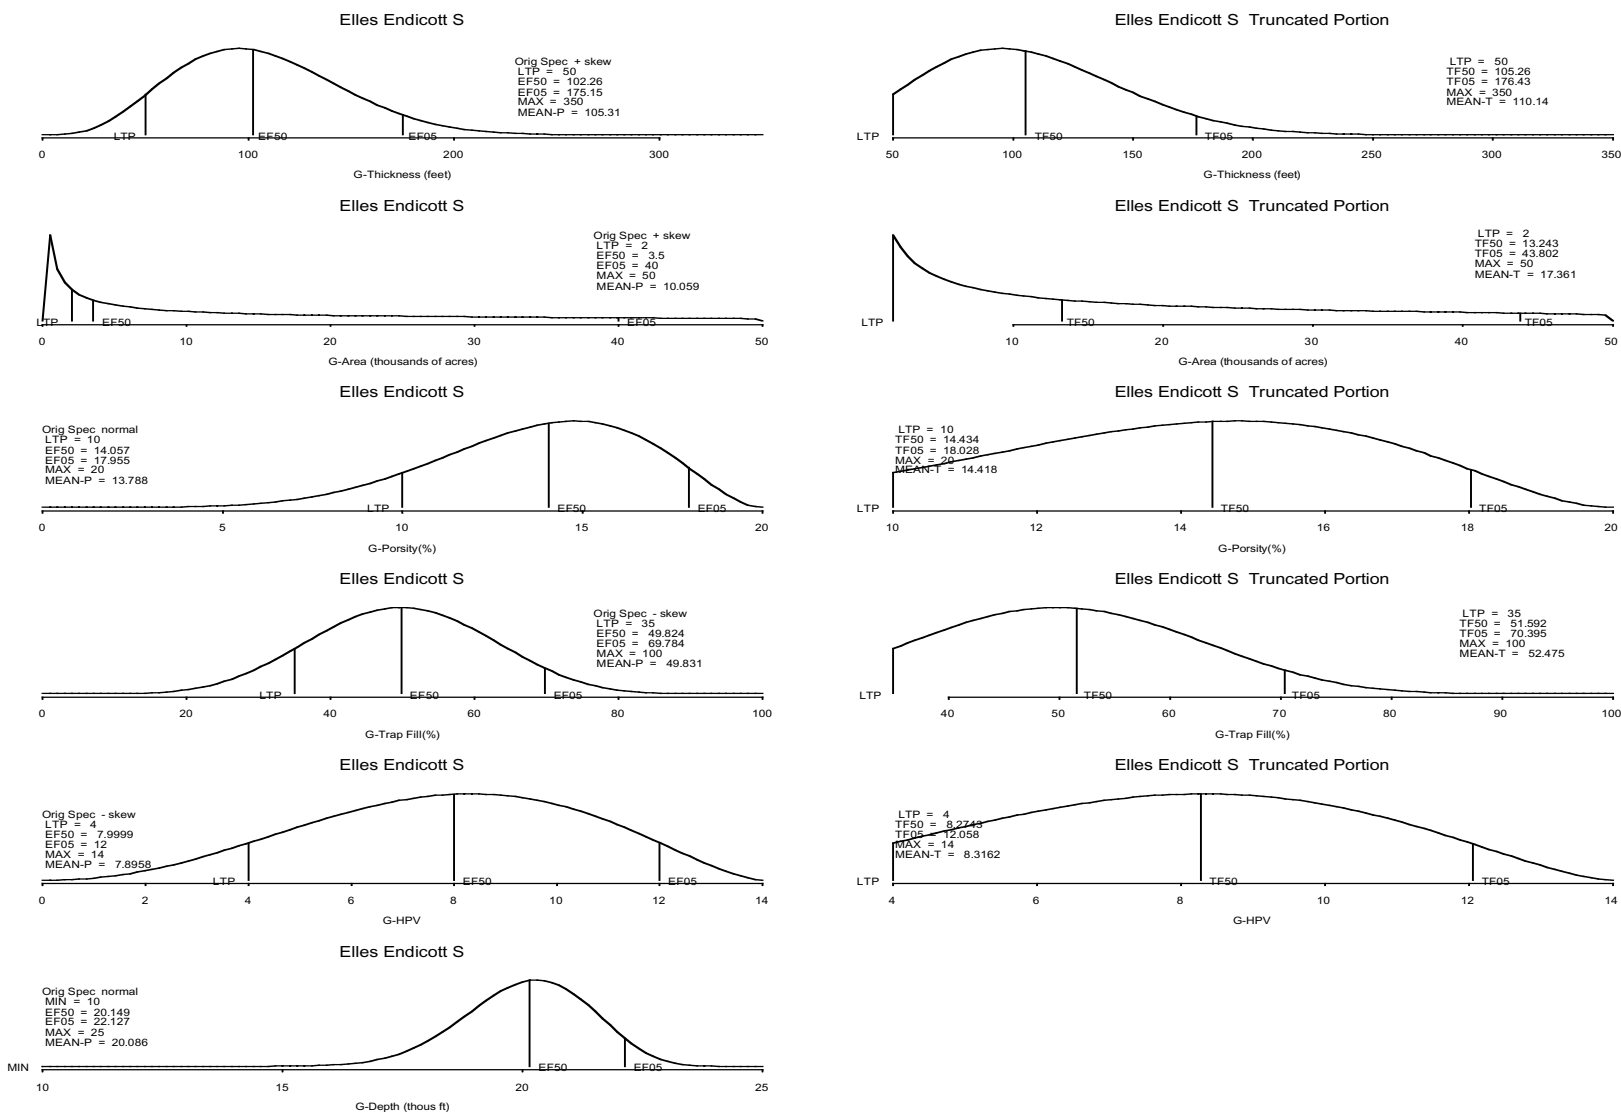 Elles Endicott S
Orig Spec + skew
LTP = 50
EF50 = 102.26
EF05 = 175.15
MAX = 350
MEAN-P = 105.31
LTP
EF50
EF05
0 100 200 300
G-Thickness (feet)
Elles Endicott S Truncated Portion
LTP = 50
TF50 = 105.26
TF05 = 176.43
MAX = 350
MEAN-T = 110.14
LTP
TF50
TF05
50 100 150 200 250 300 350
G-Thickness (feet)
Elles Endicott S
Orig Spec + skew
LTP = 2
EF50 = 3.5
EF05 = 40
MAX = 50
MEAN-P = 10.059
LTP
EF50
EF05
0 10 20 30 40 50
G-Area (thousands of acres)
Elles Endicott S Truncated Portion
LTP = 2
TF50 = 13.243
TF05 = 43.802
MAX = 50
MEAN-T = 17.361
LTP
TF50
TF05
10 20 30 40 50
G-Area (thousands of acres)
Elles Endicott S
Orig Spec normal
LTP = 10
EF50 = 14.057
EF05 = 17.955
MAX = 20
MEAN-P = 13.788
LTP
EF50
EF05
0 5 10 15 20
G-Porsity(%)
Elles Endicott S Truncated Portion
LTP = 10
TF50 = 14.434
TF05 = 18.028
MAX = 20
MEAN-T = 14.418
LTP
TF50
TF05
10 12 14 16 18 20
G-Porsity(%)
Elles Endicott S
Orig Spec - skew
LTP = 35
EF50 = 49.824
EF05 = 69.784
MAX = 100
MEAN-P = 49.831
LTP
EF50
EF05
0 20 40 60 80 100
G-Trap Fill(%)
Elles Endicott S Truncated Portion
LTP = 35
TF50 = 51.592
TF05 = 70.395
MAX = 100
MEAN-T = 52.475
LTP
TF50
TF05
40 50 60 70 80 90 100
G-Trap Fill(%)
Elles Endicott S
Orig Spec - skew
LTP = 4
EF50 = 7.9999
EF05 = 12
MAX = 14
MEAN-P = 7.8958
LTP
EF50
EF05
0 2 4 6 8 10 12 14
G-HPV
Elles Endicott S Truncated Portion
LTP = 4
TF50 = 8.2743
TF05 = 12.058
MAX = 14
MEAN-T = 8.3162
LTP
TF50
TF05
4 6 8 10 12 14
G-HPV
Elles Endicott S
Orig Spec normal
MIN = 10
EF50 = 20.149
EF05 = 22.127
MAX = 25
MEAN-P = 20.086
MIN
EF50
EF05
10 15 20 25
G-Depth (thous ft)